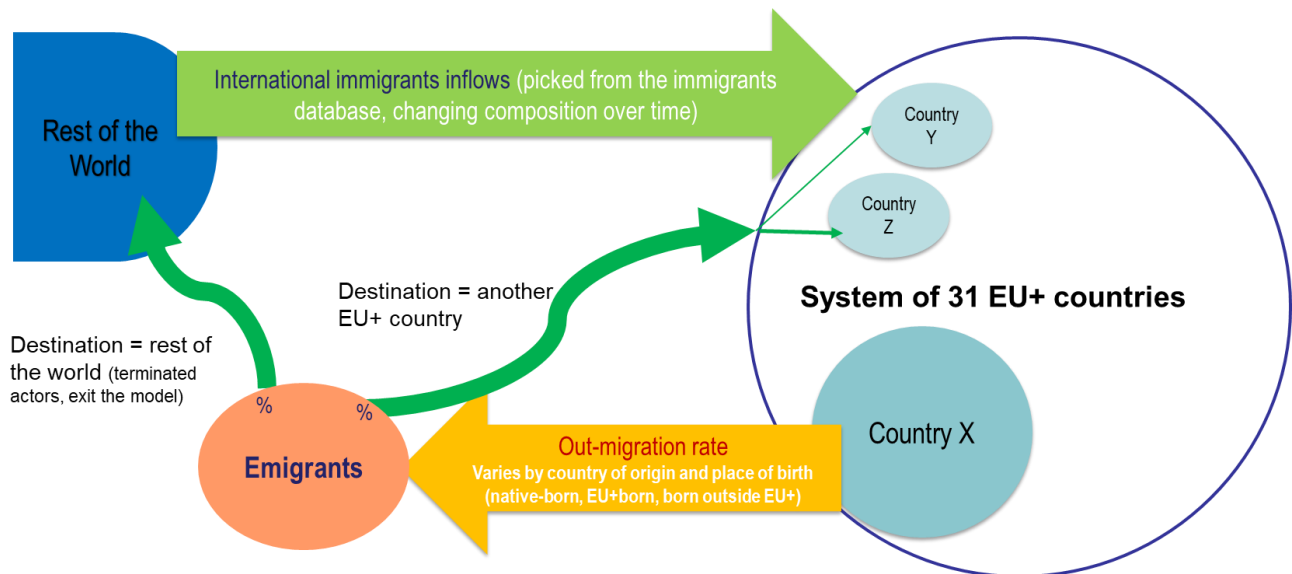 International immigrants inflows (picked from the immigrants
database, changing composition over time)
Rest of the
World
Country
Y
Country
Z
System of 31 EU+ countries
Destination = another
EU+ country
Destination = rest of
the world (terminated
actors, exit the model)
%
%
Emigrants
Out-migration rate
Varies by country of origin and place of birth
(native-born, EU+born, born outside EU+)
Country X